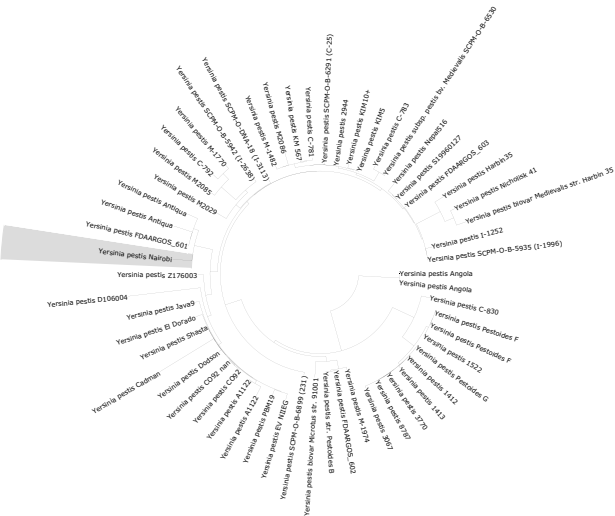 Yersinia pestis SCPM-O-B-6291 (C-25)
Yersinia pestis 2944
Yersinia pestis KIM10+
Yersinia pestis KIM5
Yersinia pestis C-783
Yersinia pestis subsp. pestis bv. Medievalis SCPM-O-B-6530
Yersinia pestis Nepal516
Yersinia pestis S19960127
Yersinia pestis FDAARGOS_603
Yersinia pestis Harbin35
Yersinia pestis Nicholisk 41
Yersinia pestis biovar Medievalis str. Harbin 35
Yersinia pestis I-1252
Yersinia pestis SCPM-O-B-5935 (I-1996)
Yersinia pestis Angola
Yersinia pestis Angola
Yersinia pestis C-830
Yersinia pestis Pestoides F
Yersinia pestis Pestoides F
Yersinia pestis 1522
Yersinia pestis Pestoides G
Yersinia pestis 1412
Yersinia pestis 1413
Yersinia pestis 3770
Yersinia pestis 8787
Yersinia pestis 3067
Yersinia pestis M-1974
Yersinia pestis FDAARGOS_602
Yersinia pestis str. Pestoides B
Yersinia pestis biovar Microtus str. 91001
Yersinia pestis SCPM-O-B-6899 (231)
Yersinia pestis EV NIIEG
Yersinia pestis PBM19
Yersinia pestis A1122
Yersinia pestis A1122
Yersinia pestis CO92
Yersinia pestis CO92 nan
Yersinia pestis Dodson
Yersinia pestis Cadman
Yersinia pestis Shasta
Yersinia pestis El Dorado
Yersinia pestis Java9
Yersinia pestis D106004
Yersinia pestis Z176003
Yersinia pestis Nairobi
Yersinia pestis FDAARGOS_601
Yersinia pestis Antiqua
Yersinia pestis Antiqua
Yersinia pestis M2029
Yersinia pestis M2085
Yersinia pestis C-792
Yersinia pestis M-1770
Yersinia pestis SCPM-O-B-5942 (I-2638)
Yersinia pestis SCPM-O-DNA-18 (I-3113)
Yersinia pestis M-1482
Yersinia pestis M2086
Yersinia pestis KM 567
Yersinia pestis C-781